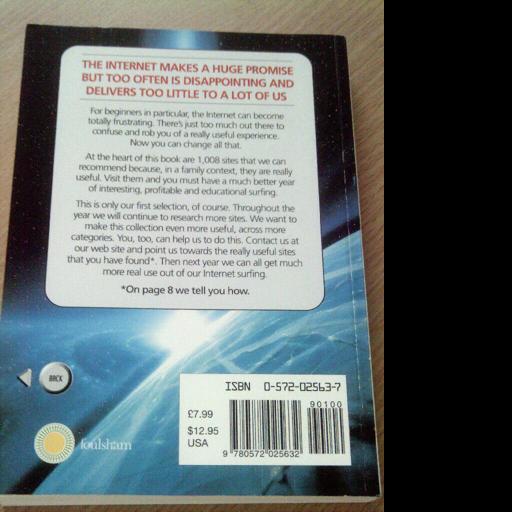 THE INTERNET MAKES A HUGE PROMISE
BUT TOO OFTEN IS DISAPPOINTING AND
DELIVERS TOO LITTLE TO A LOT OF US
For beginners in particular, the Internet can become
totally frustrating. There's just too much out there to
confuse and rob you of a really useful experience.
Now you can change all that.
At the heart of this book are 1,008 sites that we can
recommend because, in a family context, they are really
useful. Visit them and you must have a much better year
of interesting, profitable and educational surfing.
This is only our first selection, of course. Throughout the
year we will continue to research more sites. We want to
make this collection even more useful, across more
categories. You, too, can help us to do this. Contact us at
our web site and point us towards the really useful sites
that you have found*. Then next year we can all get much
more real use out of our Internet surfing.
*On page 8 we tell you how.
BACK
foulsham
ISBN 0-572-02563-7
£7.99
$12.95
USA
90100
9 780572 025632